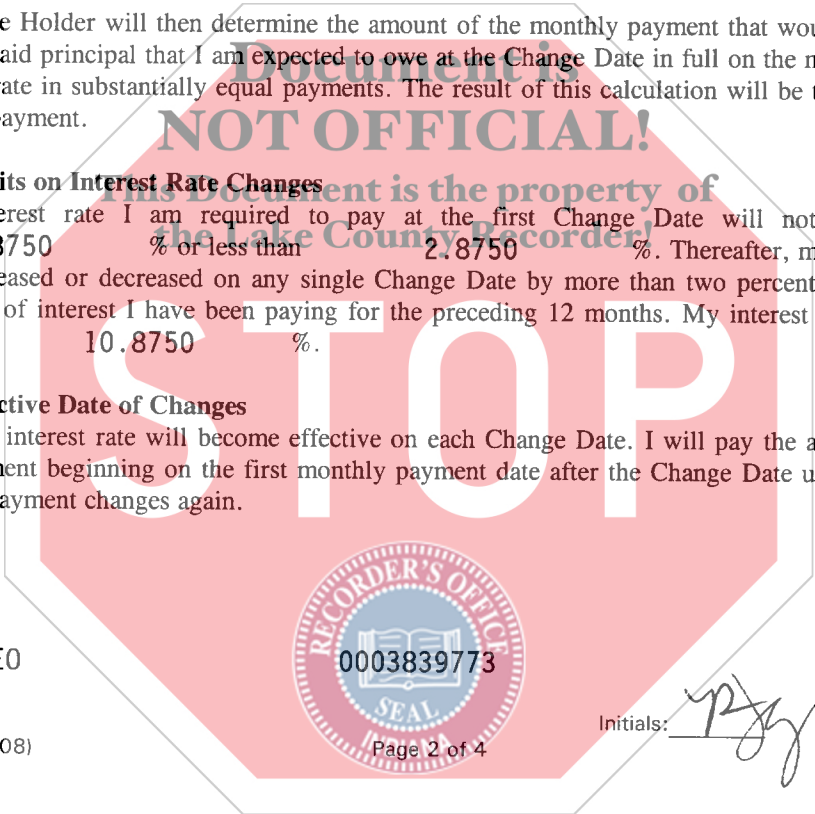 e Holder will then determine the amount of the monthly payment that wou
aid principal that I am expected to owe at the Change Date in full on the m
ate in substantially equal payments. The result of this calculation will be t
ayment.
its on Interest Rate Changes
erest rate I am required to pay at the first Change Date will not
8750 % or less than 2.8750 %. Thereafter, m
eased or decreased on any single Change Date by more than two percent
of interest I have been paying for the preceding 12 months. My interest
10.8750 %.
ctive Date of Changes
interest rate will become effective on each Change Date. I will pay the a
ent beginning on the first monthly payment date after the Change Date u
ayment changes again.
Document is
NOT OFFICIAL!
This Document is the property of
the Lake County Recorder!
STOP
RECORDER'S OFFICE
SEAL
INDIANA
0003839773
Initials:
08)
Page 2 of 4